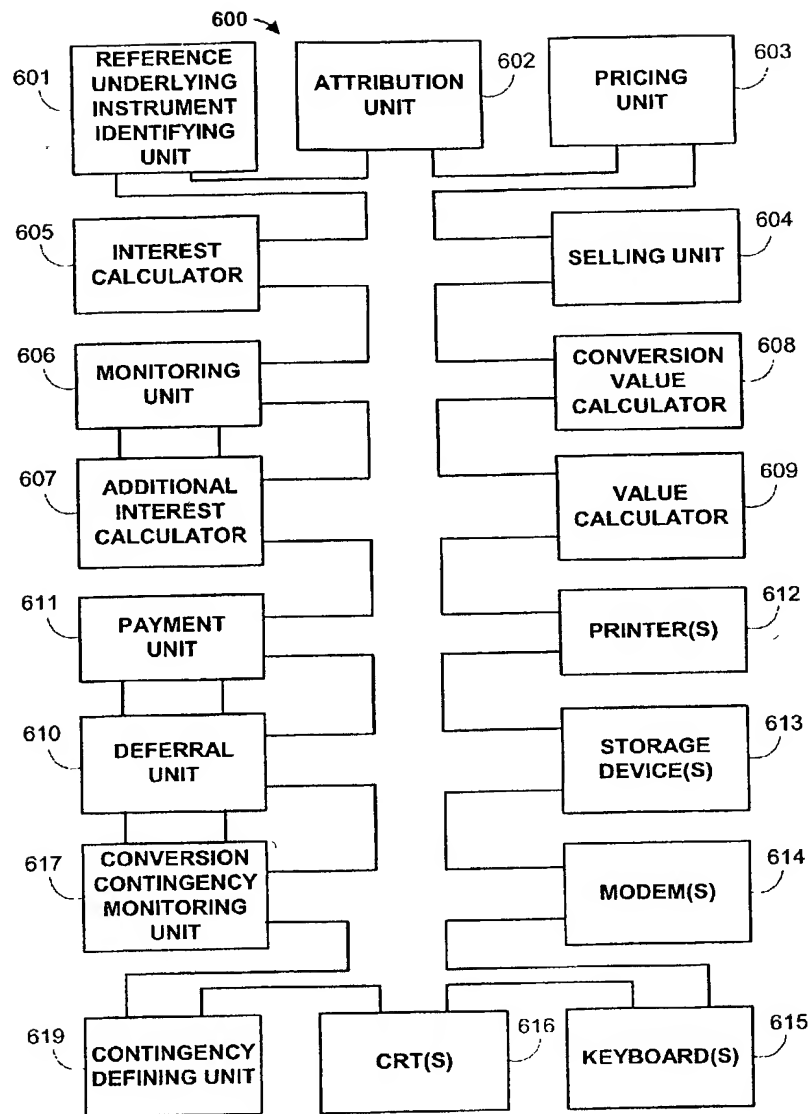 600
601
REFERENCE
UNDERLYING
INSTRUMENT
IDENTIFYING
UNIT
ATTRIBUTION
UNIT
602
PRICING
UNIT
603
605
INTEREST
CALCULATOR
SELLING UNIT
604
606
MONITORING
UNIT
CONVERSION
VALUE
CALCULATOR
608
607
ADDITIONAL
INTEREST
CALCULATOR
VALUE
CALCULATOR
609
611
PAYMENT
UNIT
PRINTER(S)
612
610
DEFERRAL
UNIT
STORAGE
DEVICE(S)
613
617
CONVERSION
CONTINGENCY
MONITORING
UNIT
MODEM(S)
614
619
CONTINGENCY
DEFINING UNIT
CRT(S)
616
KEYBOARD(S)
615